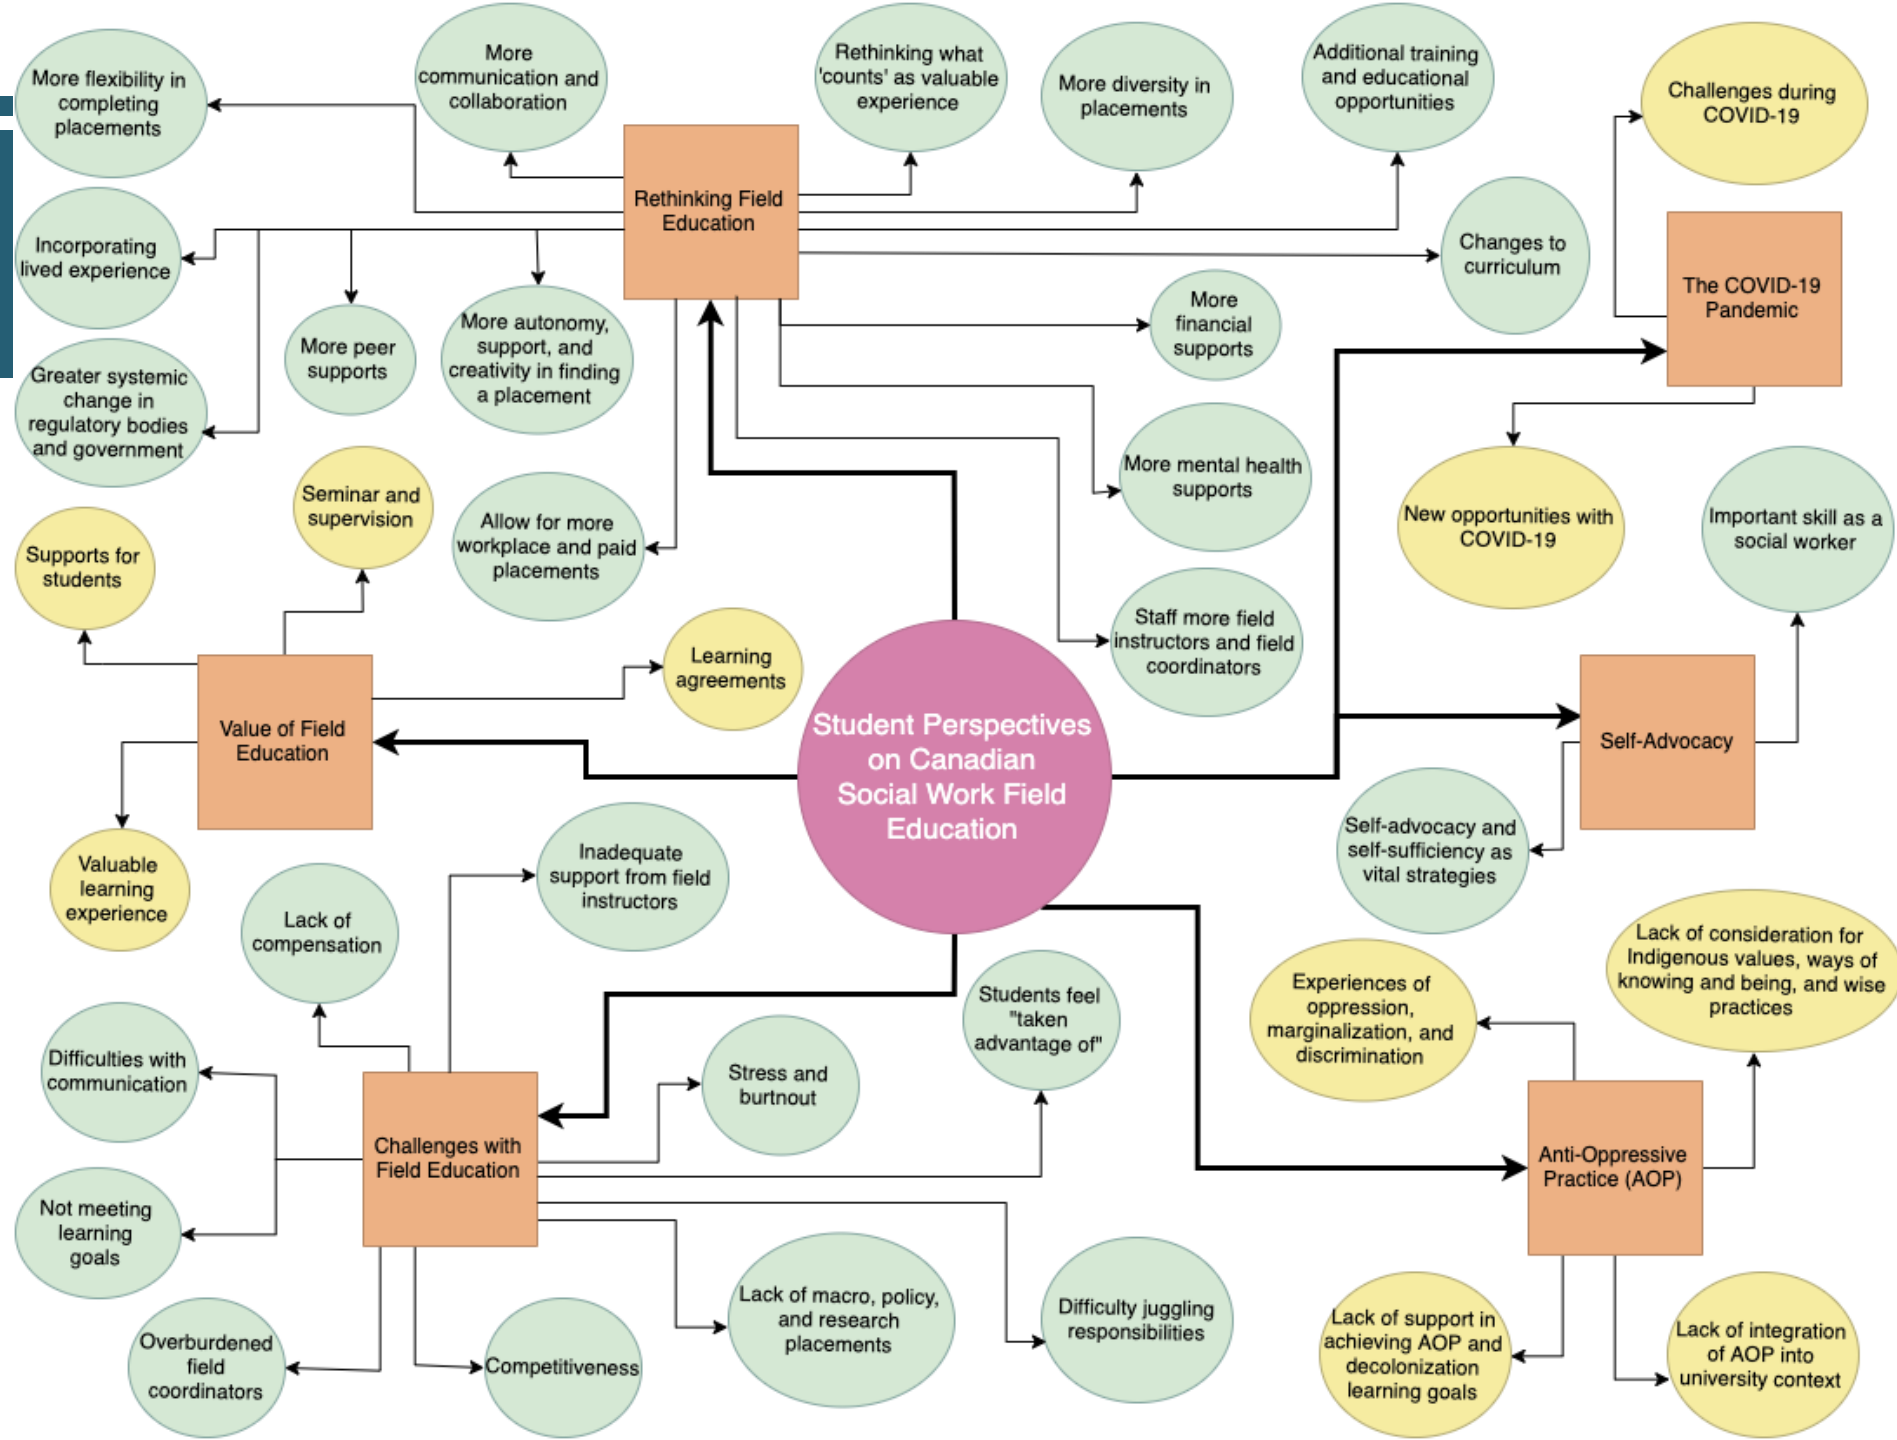 More flexibility in
completing
placements
More
communication and
collaboration
Rethinking what
'counts' as valuable
experience
More diversity in
placements
Additional training
and educational
opportunities
Challenges during
COVID-19
Rethinking Field
Education
Incorporating
lived experience
Changes to
curriculum
The COVID-19
Pandemic
More
financial
supports
More peer
supports
More autonomy,
support, and
creativity in finding
a placement
Greater systemic
change in
regulatory bodies
and government
More mental health
supports
Seminar and
supervision
Allow for more
workplace and paid
placements
New opportunities with
COVID-19
Important skill as a
social worker
Supports for
students
Staff more field
instructors and field
coordinators
Learning
agreements
Value of Field
Education
Student Perspectives
on Canadian
Social Work Field
Education
Self-Advocacy
Self-advocacy and
self-sufficiency as
vital strategies
Valuable
learning
experience
Inadequate
support from field
instructors
Lack of
compensation
Students feel
"taken
advantage of"
Experiences of
oppression,
marginalization, and
discrimination
Lack of consideration for
Indigenous values, ways of
knowing and being, and wise
practices
Difficulties with
communication
Stress and
burtnout
Challenges with
Field Education
Anti-Oppressive
Practice (AOP)
Not meeting
learning
goals
Overburdened
field
coordinators
Competitiveness
Lack of macro, policy,
and research
placements
Difficulty juggling
responsibilities
Lack of support in
achieving AOP and
decolonization
learning goals
Lack of integration
of AOP into
university context